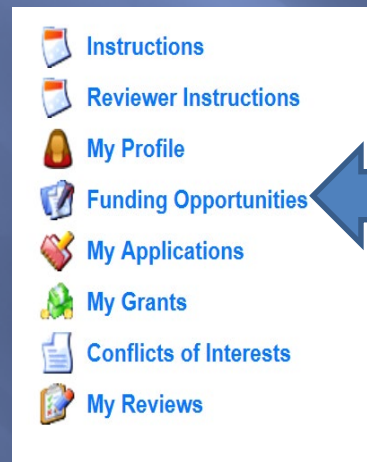 Instructions
Reviewer Instructions
My Profile
Funding Opportunities
My Applications
My Grants
Conflicts of Interests
My Reviews